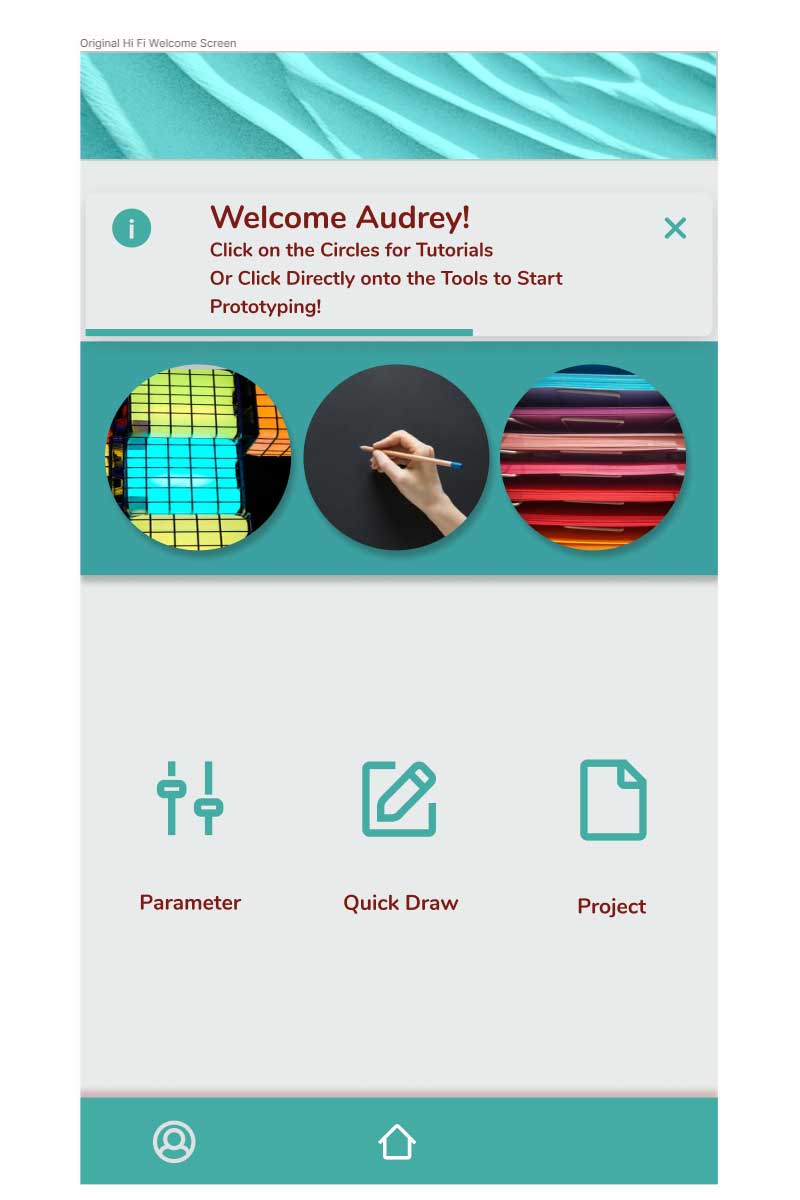 Original Hi Fi Welcome Screen
Welcome Audrey!
Click on the Circles for Tutorials
Or Click Directly onto the Tools to Start
Prototyping!
Parameter
Quick Draw
Project